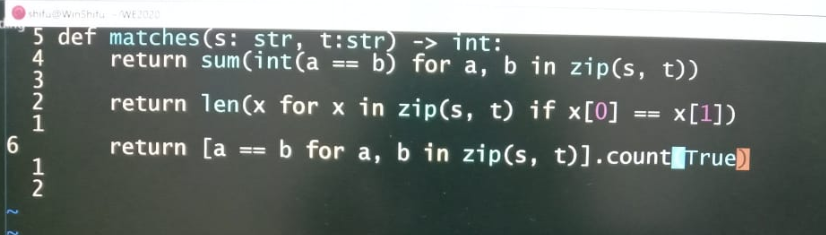 shifu@WinShifu: ~/WE2020
5 def matches(s: str, t:str) -> int:
4 return sum(int(a == b) for a, b in zip(s, t))
3
2 return len(x for x in zip(s, t) if x[0] == x[1])
1
6 return [a == b for a, b in zip(s, t)].count(True)
1
2
~
~